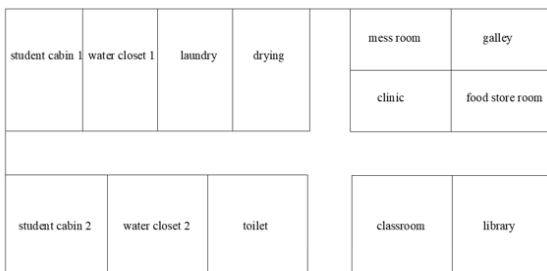 student cabin 1
water closet 1
laundry
drying
mess room
galley
clinic
food store room
student cabin 2
water closet 2
toilet
classroom
library